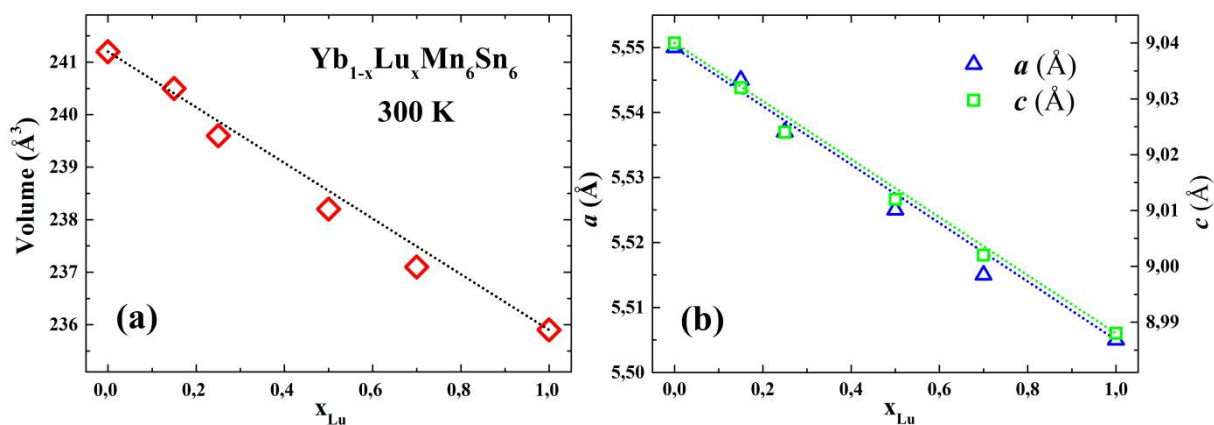 Yb1-xLuxMn6Sn6
300 K
Volume (Å3)
241
240
239
238
237
236
(a)
0,0 0,2 0,4 0,6 0,8 1,0
xLu
a (Å)
c (Å)
a (Å)
5,55
5,54
5,53
5,52
5,51
5,50
(b)
9,04
9,03
9,02
9,01
9,00
8,99
c (Å)
0,0 0,2 0,4 0,6 0,8 1,0
xLu